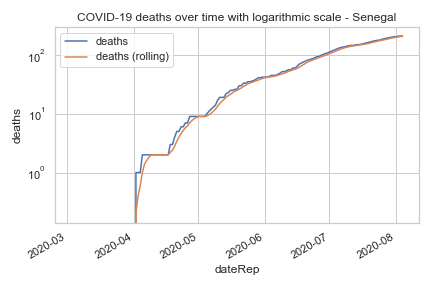 COVID-19 deaths over time with logarithmic scale - Senegal
deaths
deaths (rolling)
10²
10¹
10⁰
deaths
2020-03
2020-04
2020-05
2020-06
2020-07
2020-08
dateRep